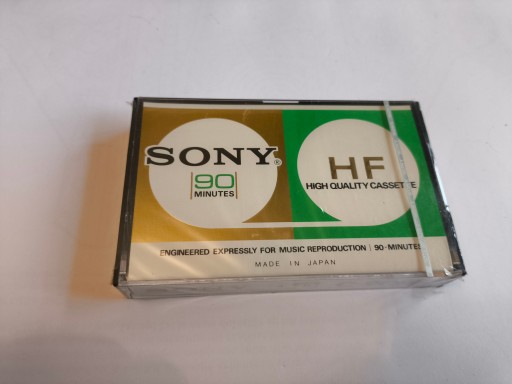 SONY®
90
MINUTES
HF
HIGH QUALITY CASSETTE
ENGINEERED EXPRESSLY FOR MUSIC REPRODUCTION | 90-MINUTES
MADE IN JAPAN